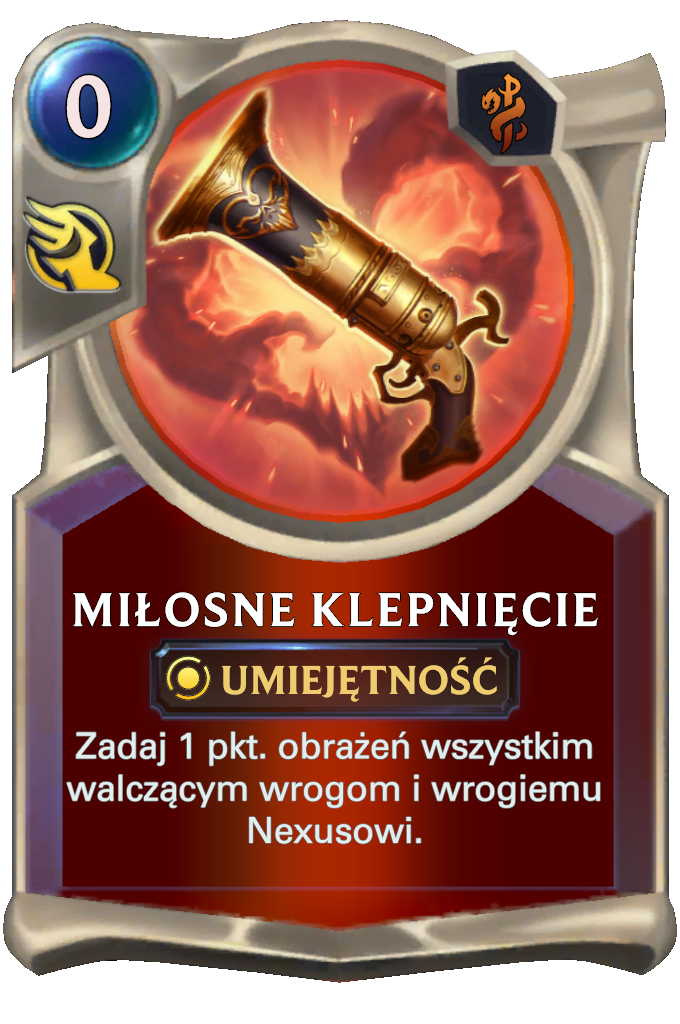 0
MIŁOSNE KLEPNIĘCIE
UMIEJĘTNOŚĆ
Zadaj 1 pkt. obrażeń wszystkim
walczącym wrogom i wrogiemu
Nexusowi.